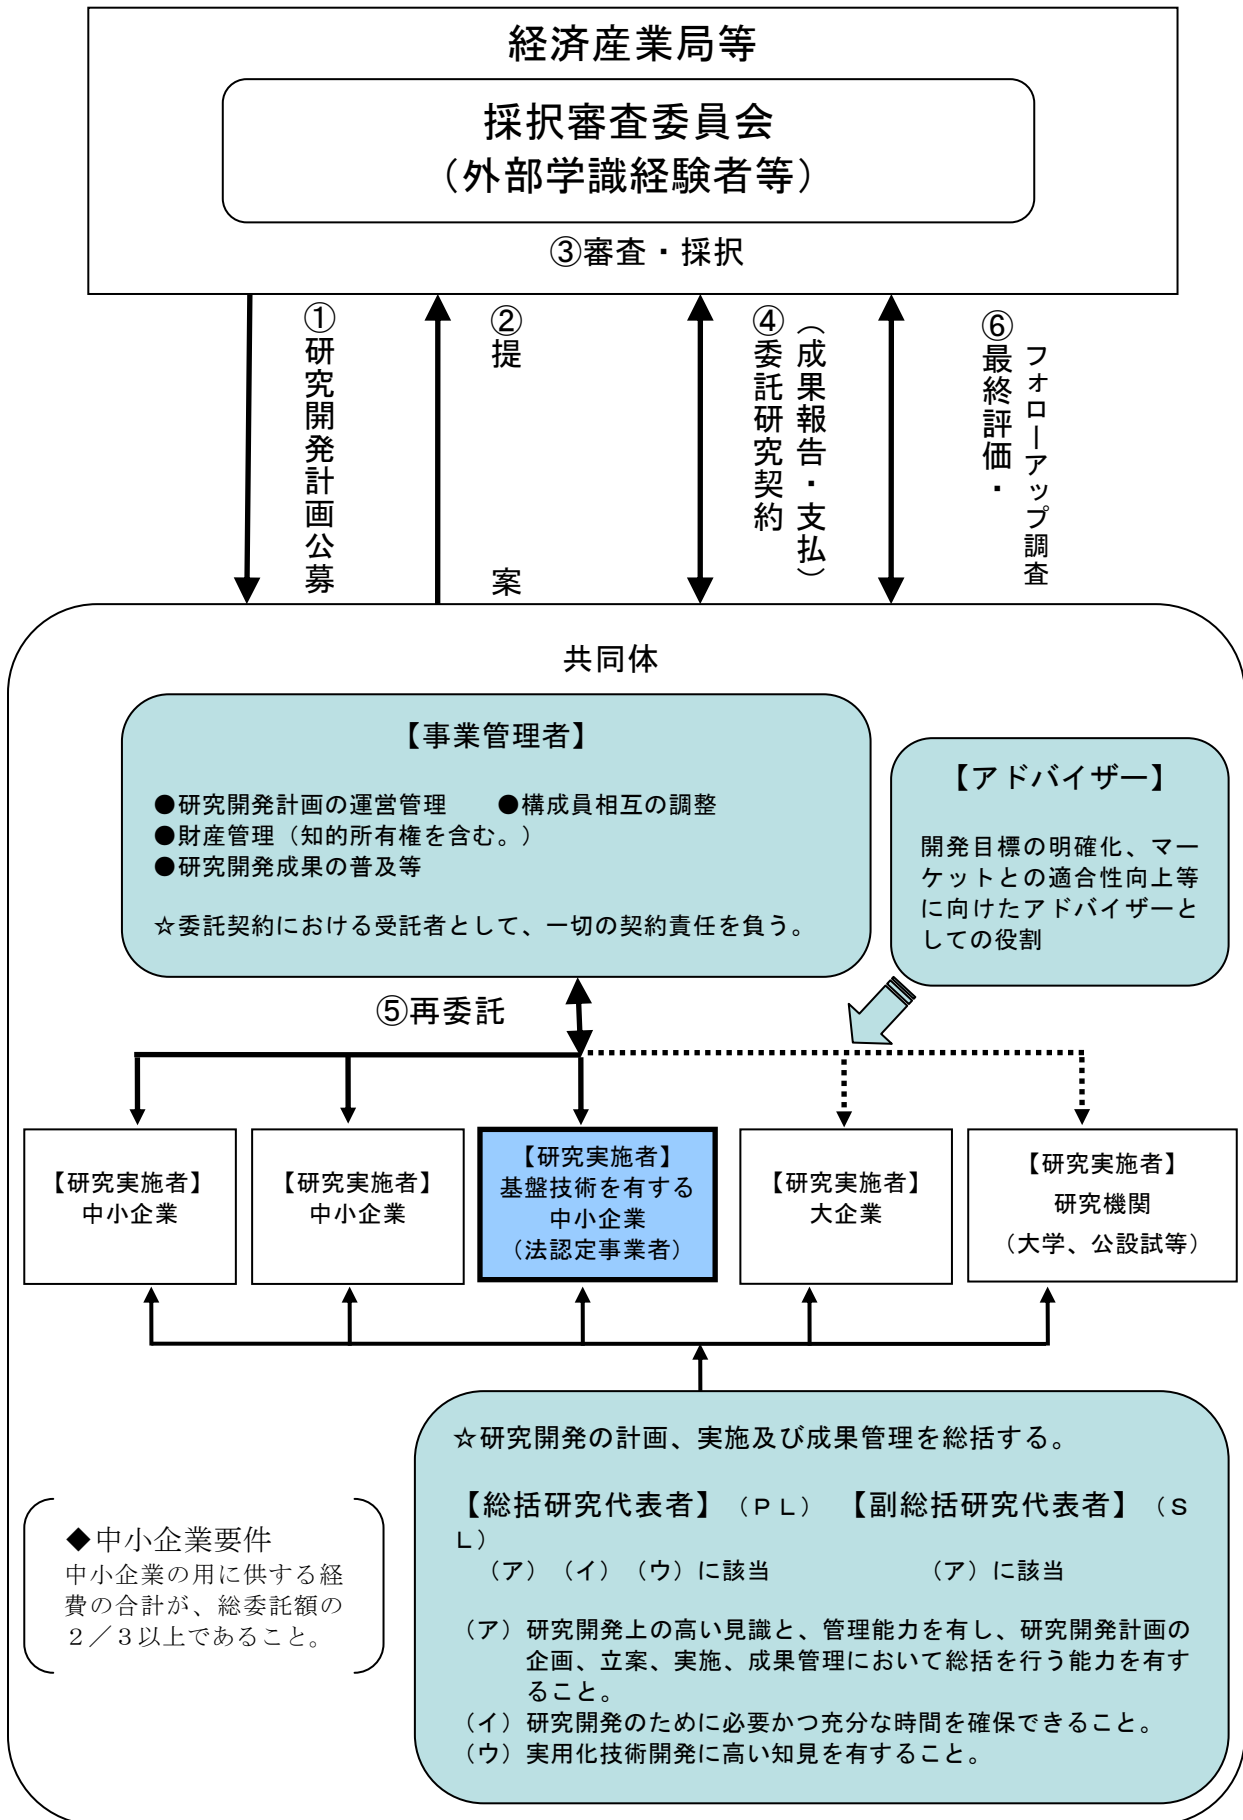 経済産業局等
採択審査委員会
（外部学識経験者等）
③審査・採択
①研究開発計画公募
②提案
④委託研究契約
（成果報告・支払）
⑥最終評価・
フォローアップ調査
共同体
【事業管理者】
●研究開発計画の運営管理　●構成員相互の調整
●財産管理（知的所有権を含む。）
●研究開発成果の普及等
☆委託契約における受託者として、一切の契約責任を負う。
【アドバイザー】
開発目標の明確化、マー
ケットとの適合性向上等
に向けたアドバイザーと
しての役割
⑤再委託
【研究実施者】
中小企業
【研究実施者】
中小企業
【研究実施者】
基盤技術を有する
中小企業
（法認定事業者）
【研究実施者】
大企業
【研究実施者】
研究機関
（大学、公設試等）
☆研究開発の計画、実施及び成果管理を総括する。
【総括研究代表者】（ＰＬ）　【副総括研究代表者】（Ｓ
Ｌ）
（ア）（イ）（ウ）に該当　　（ア）に該当
（ア）研究開発上の高い見識と、管理能力を有し、研究開発計画の
企画、立案、実施、成果管理において総括を行う能力を有す
ること。
（イ）研究開発のために必要かつ充分な時間を確保できること。
（ウ）実用化技術開発に高い知見を有すること。
◆中小企業要件
中小企業の用に供する経
費の合計が、総委託額の
２／３以上であること。